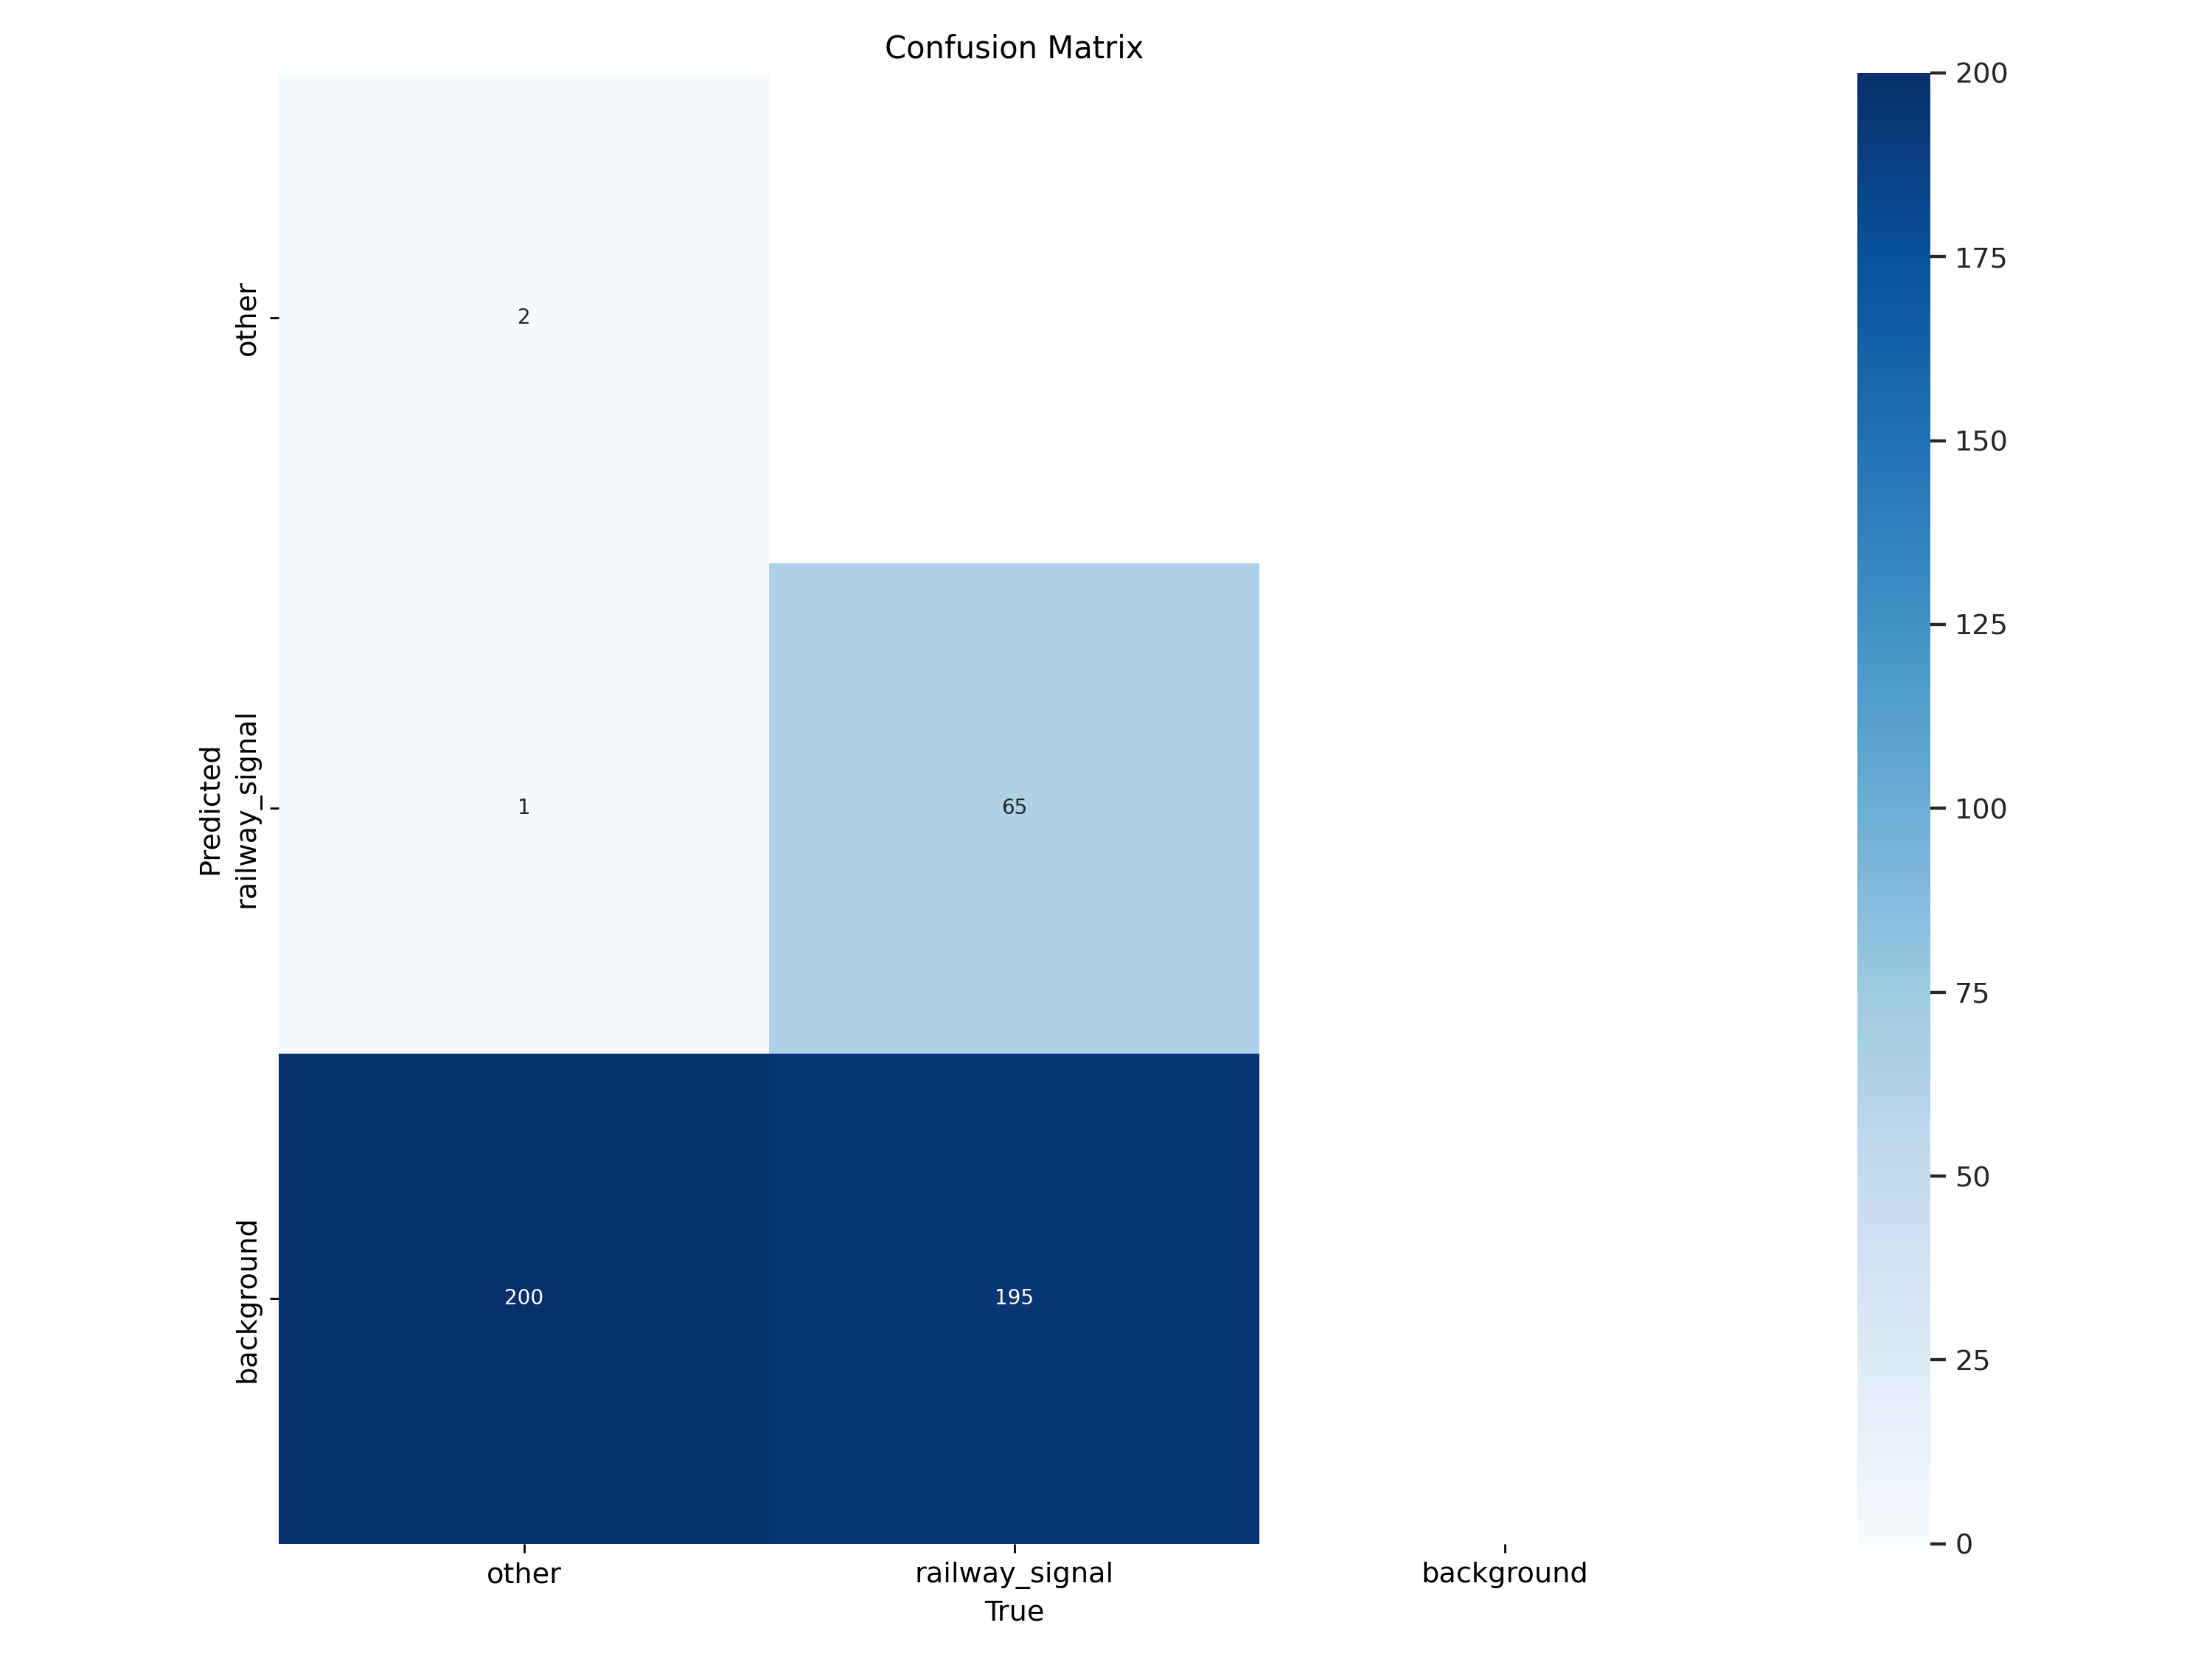 Confusion Matrix
Predicted
other
railway_signal
background
2
1
65
200
195
other
railway_signal
background
True
200
175
150
125
100
75
50
25
0